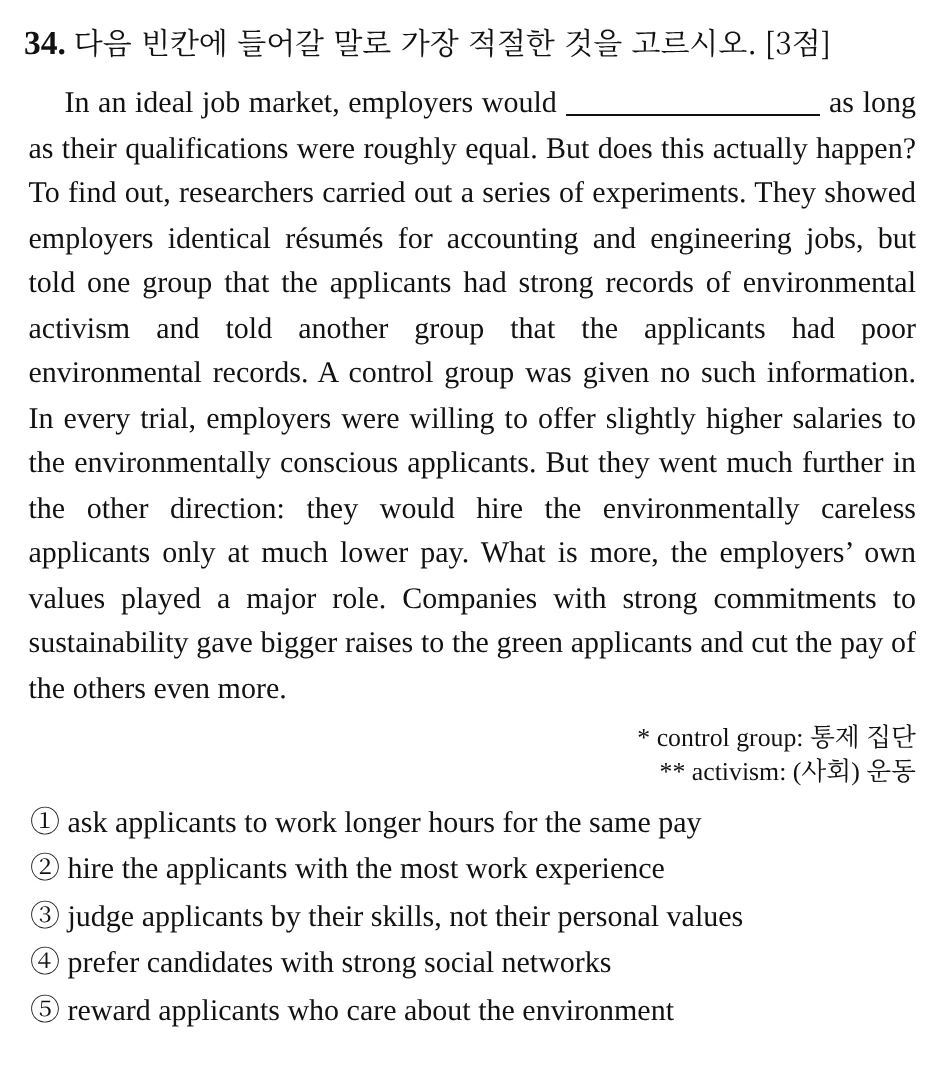 34. 다음 빈칸에 들어갈 말로 가장 적절한 것을 고르시오. [3점]
In an ideal job market, employers would ____________ as long
as their qualifications were roughly equal. But does this actually happen?
To find out, researchers carried out a series of experiments. They showed
employers identical résumés for accounting and engineering jobs, but
told one group that the applicants had strong records of environmental
activism and told another group that the applicants had poor
environmental records. A control group was given no such information.
In every trial, employers were willing to offer slightly higher salaries to
the environmentally conscious applicants. But they went much further in
the other direction: they would hire the environmentally careless
applicants only at much lower pay. What is more, the employers’ own
values played a major role. Companies with strong commitments to
sustainability gave bigger raises to the green applicants and cut the pay of
the others even more.
* control group: 통제 집단
** activism: (사회) 운동
① ask applicants to work longer hours for the same pay
② hire the applicants with the most work experience
③ judge applicants by their skills, not their personal values
④ prefer candidates with strong social networks
⑤ reward applicants who care about the environment